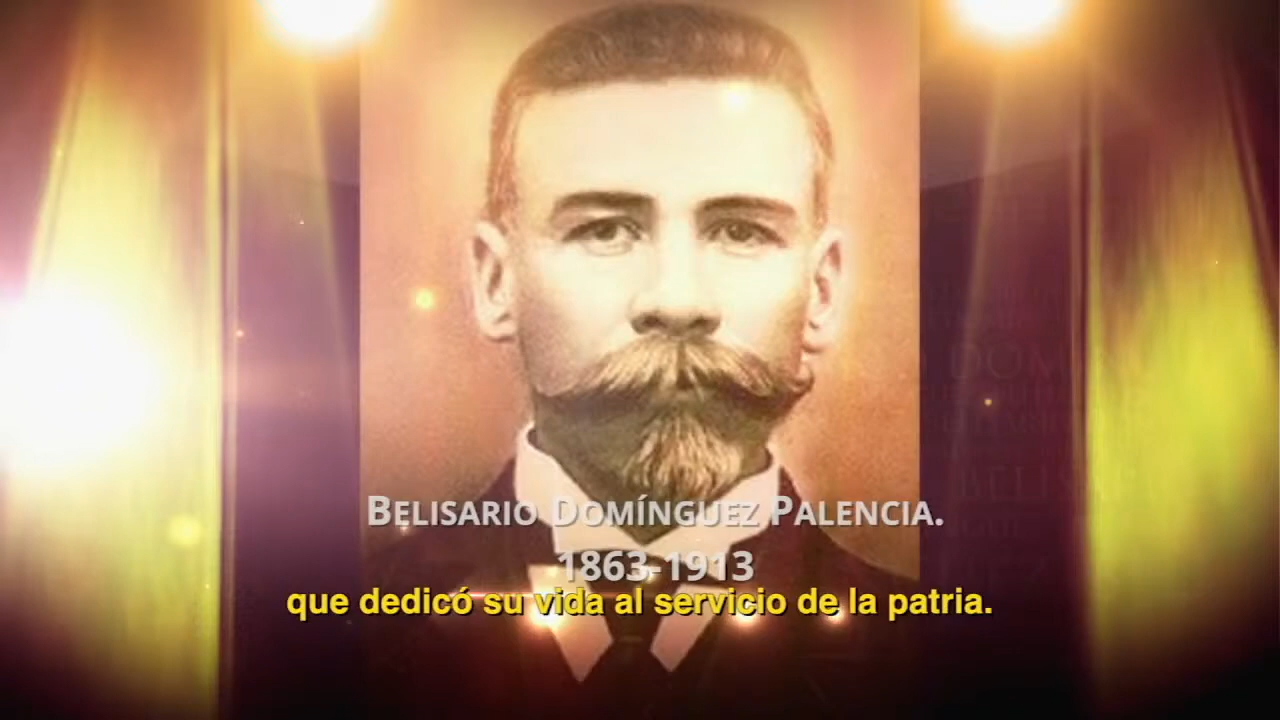 BELISARIO DOMÍNGUEZ PALENCIA.
1863-1913
que dedicó su vida al servicio de la patria.